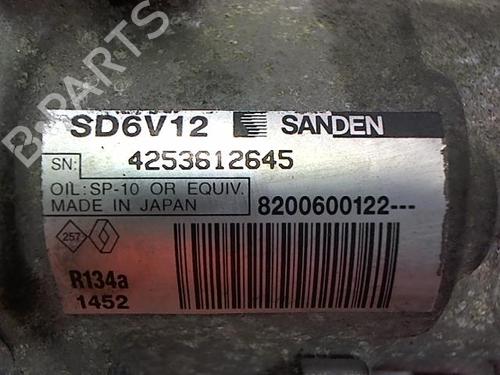 SD6V12 SANDEN
SN: 4253612645
OIL: SP-10 OR EQUIV.
MADE IN JAPAN
8200600122---
257
R134a
1452
B-PARTS